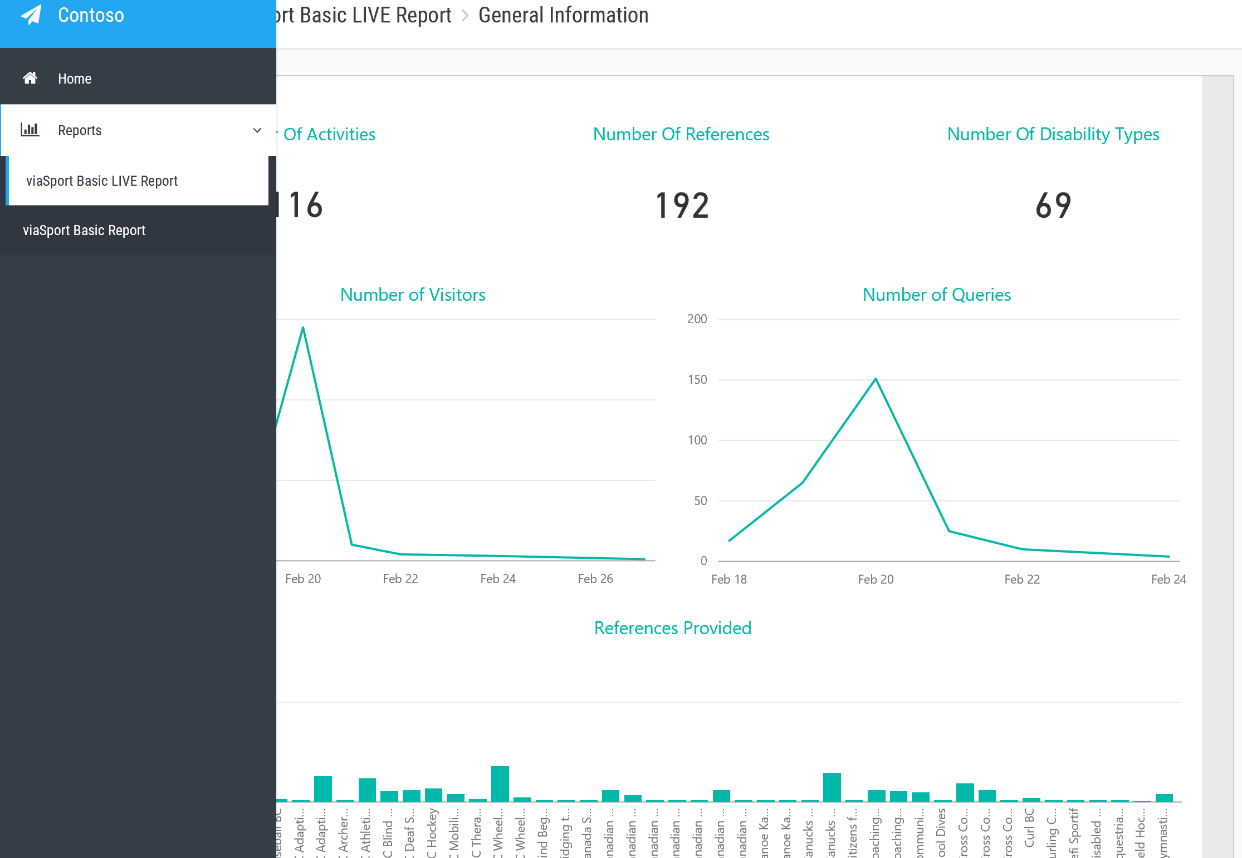 Contoso
Basic LIVE Report > General Information
Home
Reports
viaSport Basic LIVE Report
viaSport Basic Report
Of Activities
Number Of References
Number Of Disability Types
116
192
69
Number of Visitors
Number of Queries
200
150
100
50
0
Feb 20 Feb 22 Feb 24 Feb 26
Feb 18 Feb 20 Feb 22 Feb 24
References Provided
C Adapti...
C Adapti...
C Archer...
C Athleti...
C Blind ...
C Deaf S...
C Hockey
C Mobili...
C Thera...
C Wheel...
C Wheel...
ind Beg...
idging t...
anada S...
anadian ...
anadian ...
anadian ...
anadian ...
anadian ...
anadian ...
anadian ...
anoe Ka...
anoe Ka...
anucks ...
anucks ...
itizens f...
oaching...
oaching...
ommuni...
ool Dives
ross Co...
ross Co...
ross Co...
Curl BC
urling C...
efi Sportif
isabled ...
questria...
eld Hoc...
ymnasti...